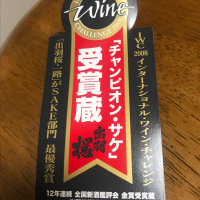 Wine
CHALLENGE
IWC2008 インターナショナル・ワイン・チャレンジ
「チャンピオン・サケ」
受賞蔵
出羽桜
「出羽桜・一路」がSAKE部門 最優秀賞
12年連続 全国新酒鑑評会 金賞受賞蔵